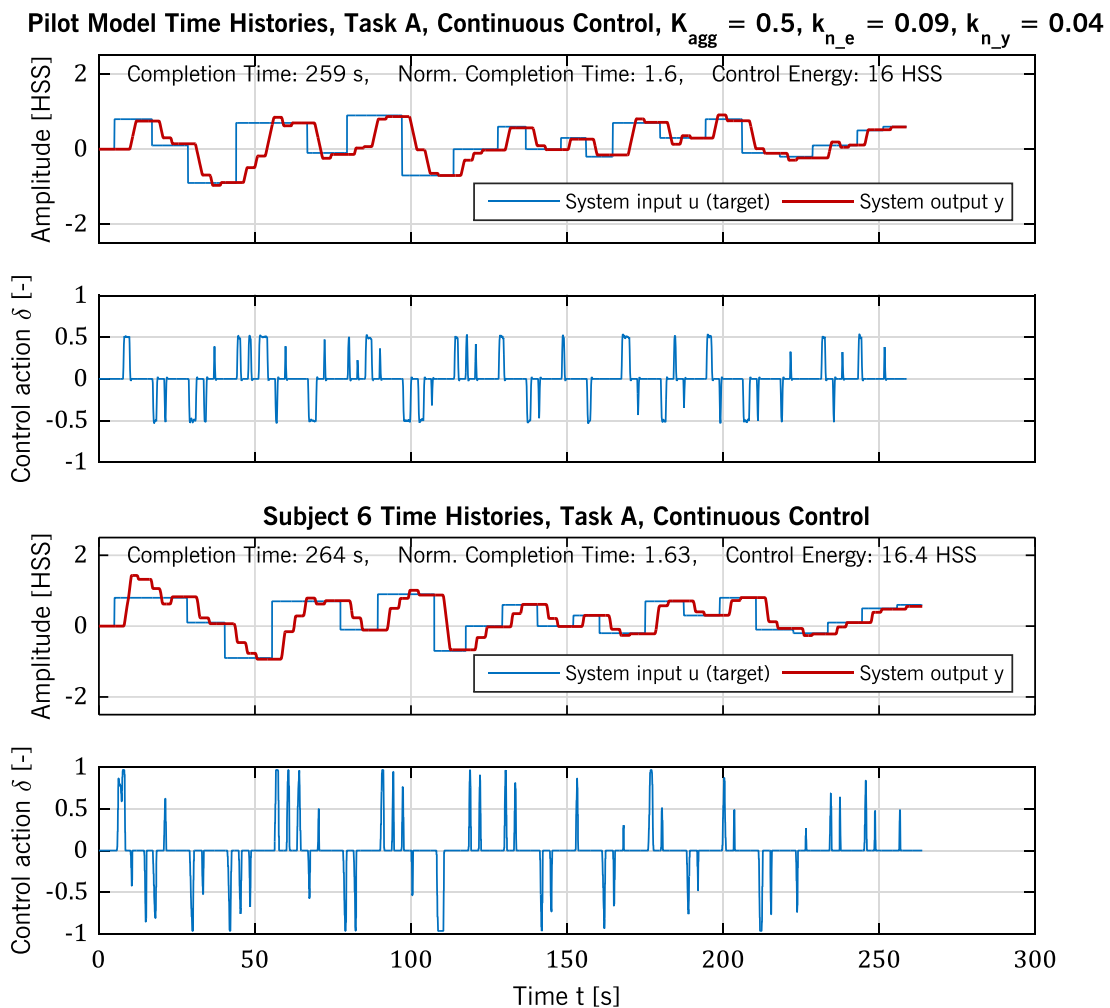 Pilot Model Time Histories, Task A, Continuous Control, K_agg = 0.5, k_n_e = 0.09, k_n_y = 0.04
Completion Time: 259 s, Norm. Completion Time: 1.6, Control Energy: 16 HSS
Amplitude [HSS]
2
0
-2
System input u (target) System output y
Control action δ [-]
1
0.5
0
-0.5
-1
Subject 6 Time Histories, Task A, Continuous Control
Completion Time: 264 s, Norm. Completion Time: 1.63, Control Energy: 16.4 HSS
Amplitude [HSS]
2
0
-2
System input u (target) System output y
Control action δ [-]
1
0.5
0
-0.5
-1
0 50 100 150 200 250 300
Time t [s]